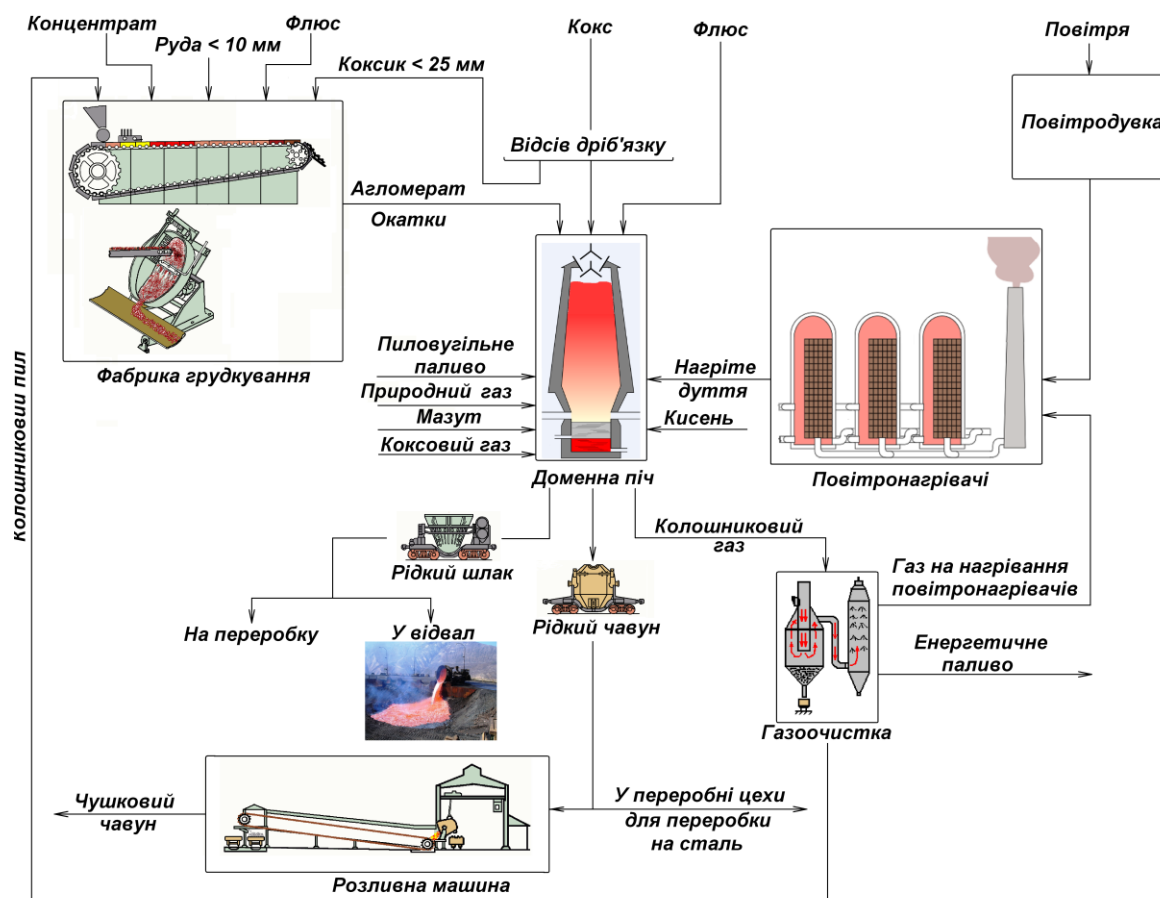 Концентрат
Флюс
Руда < 10 мм
Коксик < 25 мм
Кокс
Флюс
Повітря
Повітродувка
Відсів дріб'язку
Агломерат
Окатки
Фабрика грудкування
Пиловугільне
паливо
Природний газ
Мазут
Коксовий газ
Нагріте
дуття
Кисень
Доменна піч
Повітронагрівачі
колошниковий пил
Рідкий шлак
Рідкий чавун
Колошниковий
газ
Газ на нагрівання
повітронагрівачів
На переробку
У відвал
Енергетичне
паливо
Газоочистка
Чушковий
чавун
У переробні цехи
для переробки
на сталь
Розливна машина